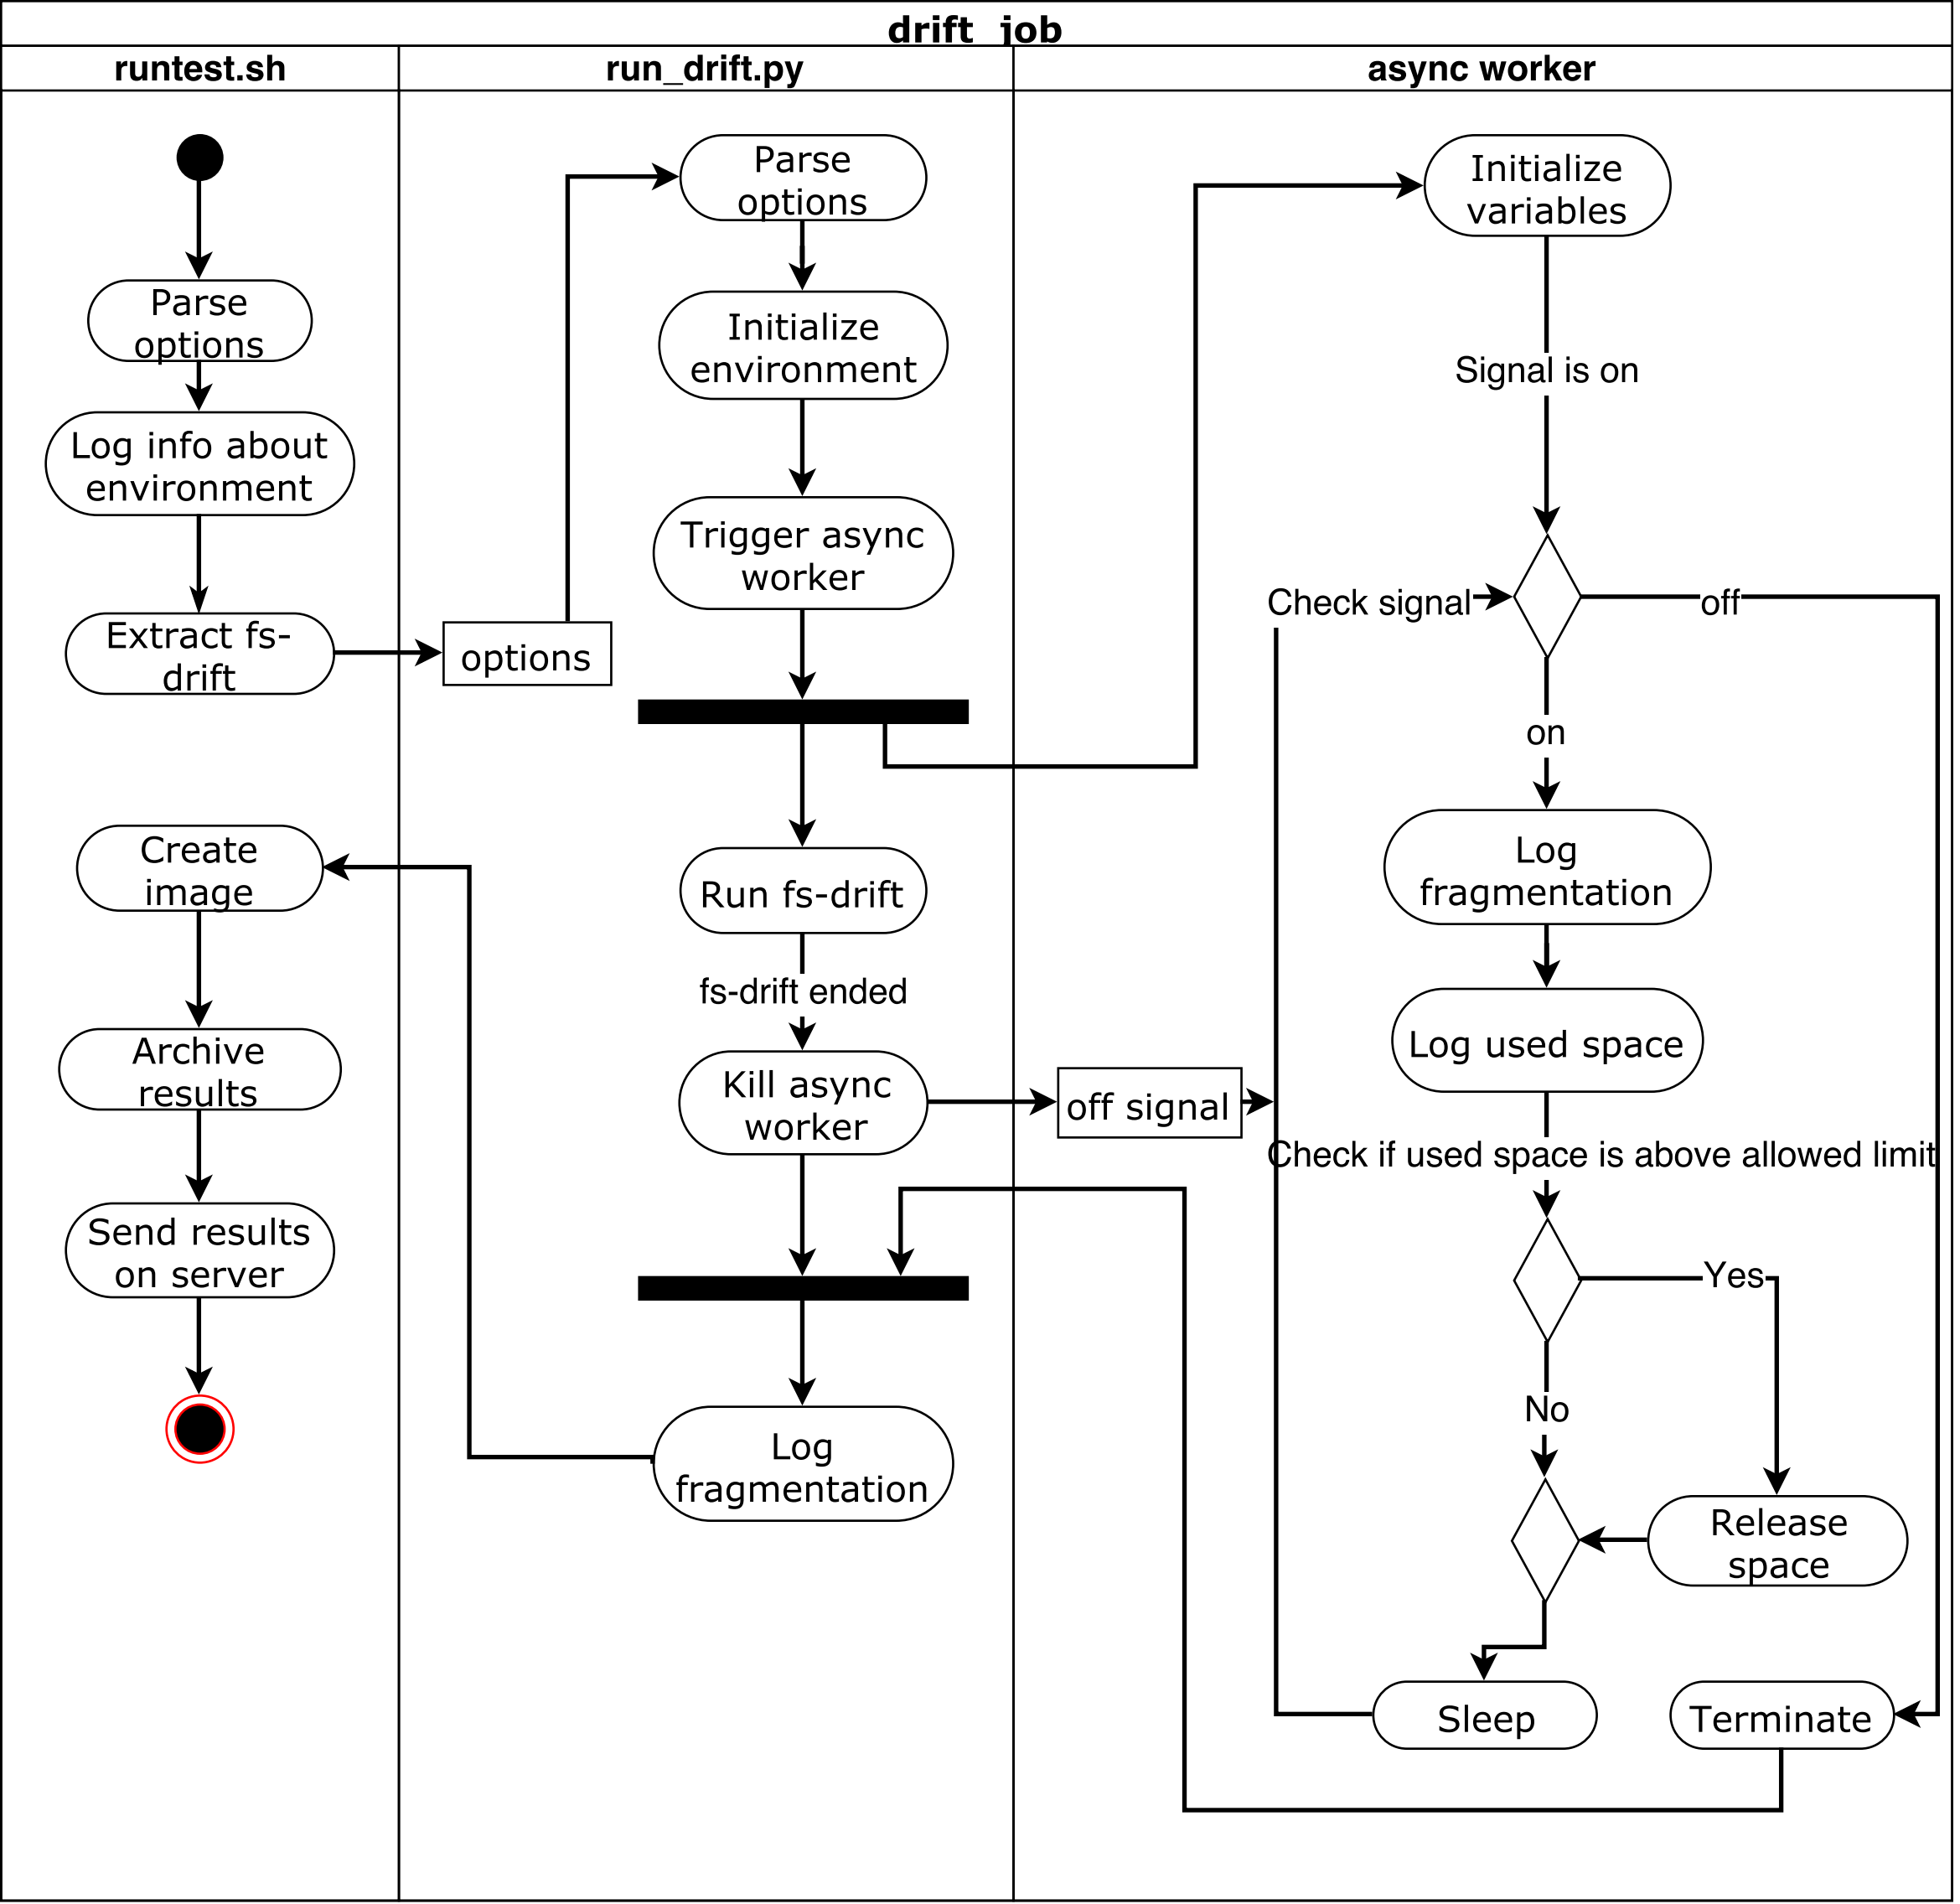 drift_job
runtest.sh
run_drift.py
async worker
Parse
options
Log info about
environment
Extract fs-
drift
Create
image
Archive
results
Send results
on server
options
Parse
options
Initialize
environment
Trigger async
worker
Run fs-drift
fs-drift ended
Kill async
worker
Log
fragmentation
off signal
Initialize
variables
Signal is on
Check signal
off
on
Log
fragmentation
Log used space
Check if used space is above allowed limit
Yes
No
Release
space
Sleep
Terminate